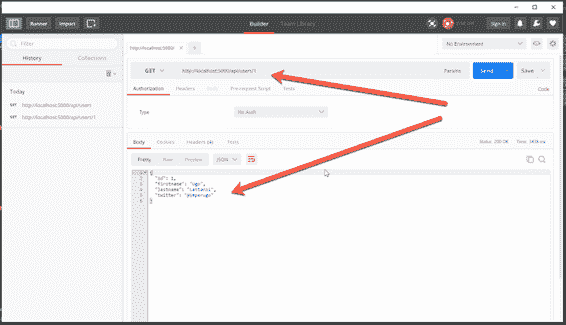 Runner Import Builder Team Library Sign in
Filter
History Collections
Today
GET http://localhost:5000/api/users
GET http://localhost:5000/api/users/1
http://localhost:5000/
No Environment
GET http://localhost:5000/api/users/1 Params Send Save
Authorization Headers Body Pre-request Script Tests Code
Type No Auth
Body Cookies Headers (4) Tests Status: 200 OK Time:
Pretty Raw Preview JSON
1 {
2 "id": 1,
3 "firstname": "Ugo",
4 "lastname": "Lattanzi",
5 "twitter": "@imperugo"
6 }